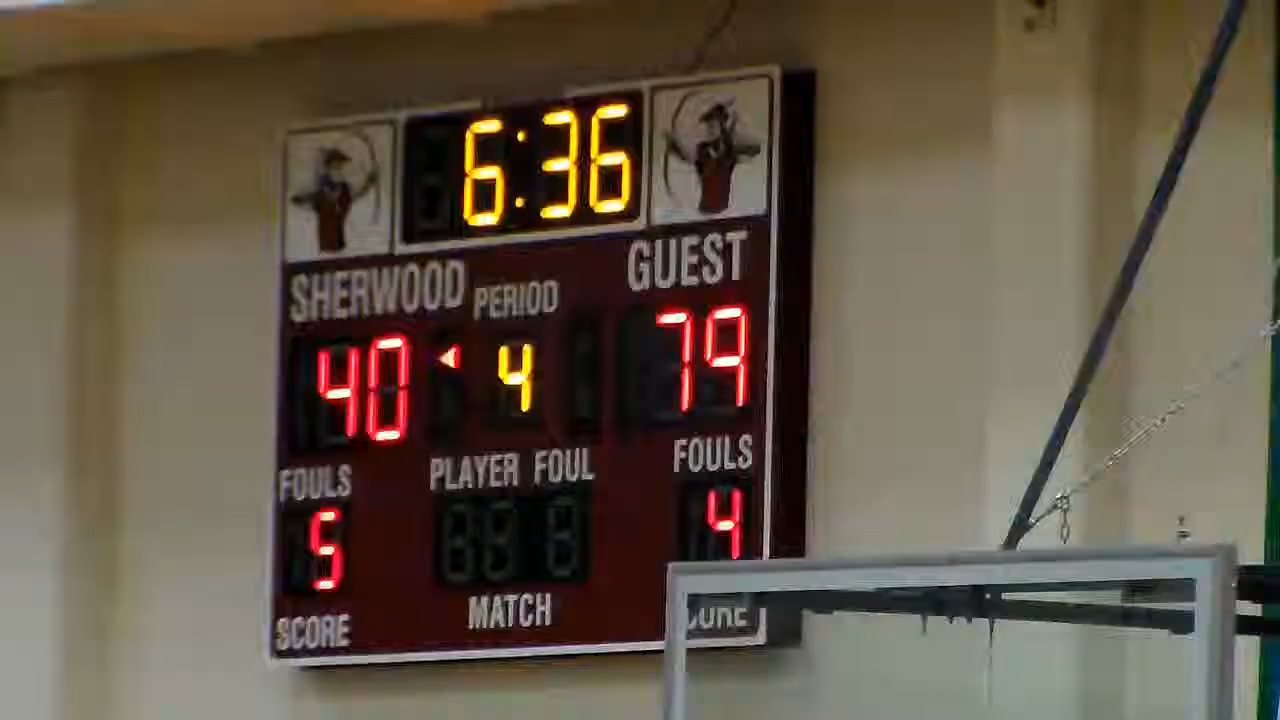 6:36
SHERWOOD PERIOD GUEST
40 4 79
FOULS PLAYER FOUL FOULS
5 4
SCORE MATCH